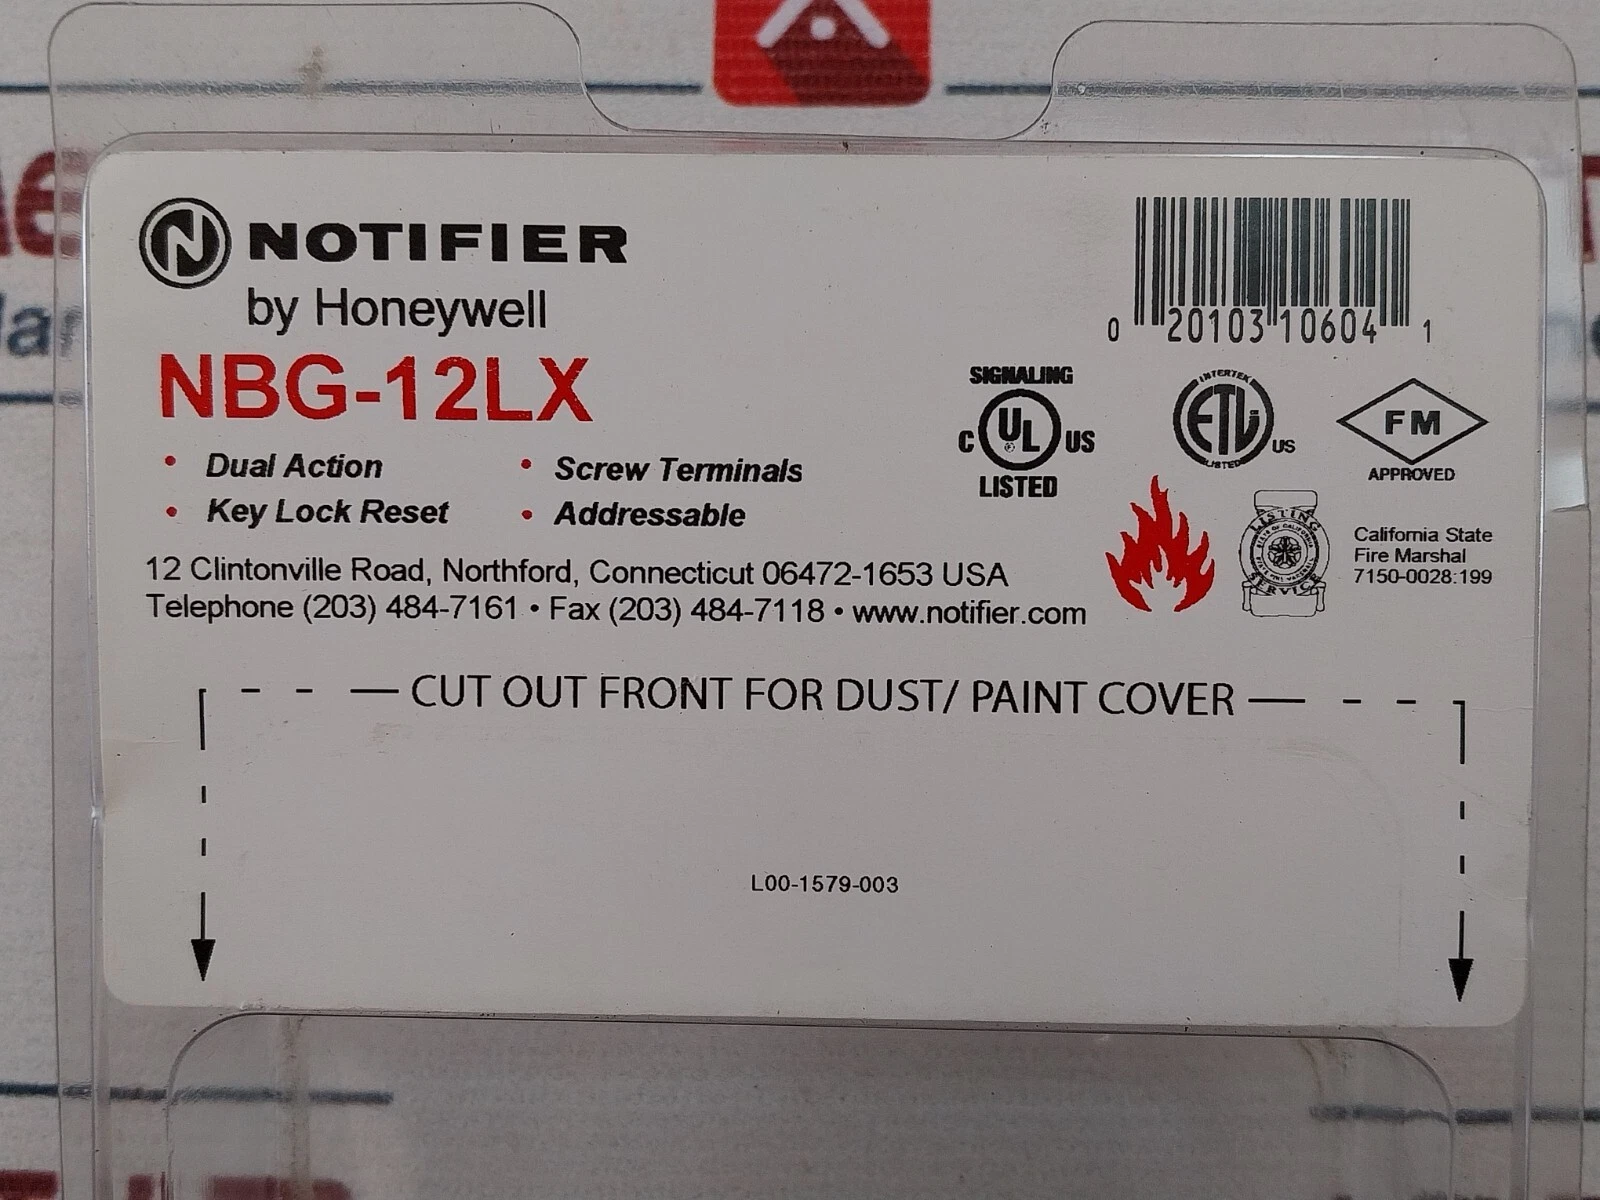 NOTIFIER
by Honeywell
NBG-12LX
• Dual Action
• Screw Terminals
• Key Lock Reset
• Addressable
12 Clintonville Road, Northford, Connecticut 06472-1653 USA
Telephone (203) 484-7161 • Fax (203) 484-7118 • www.notifier.com
0 20103 10604 1
SIGNALING
C UL US
LISTED
INTERTEK
ETL US
LISTED
FM
APPROVED
LISTING
SERVICE
California State
Fire Marshal
7150-0028:199
CUT OUT FRONT FOR DUST/ PAINT COVER
L00-1579-003